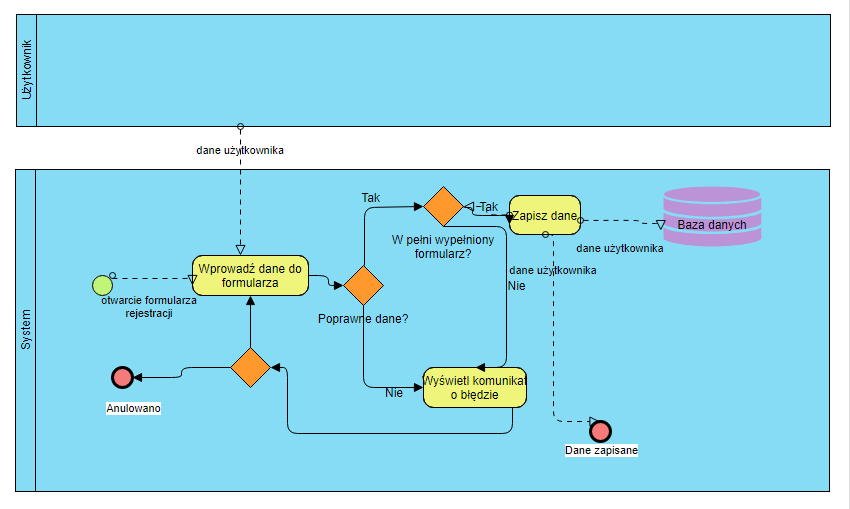 Użytkownik
dane użytkownika
System
Tak
Tak
Zapisz dane
Baza danych
W pełni wypełniony
formularz?
dane użytkownika
Wprowadź dane do
formularza
dane użytkownika
Nie
otwarcie formularza
rejestracji
Poprawne dane?
Wyświetl komunikat
o błędzie
Nie
Anulowano
Dane zapisane